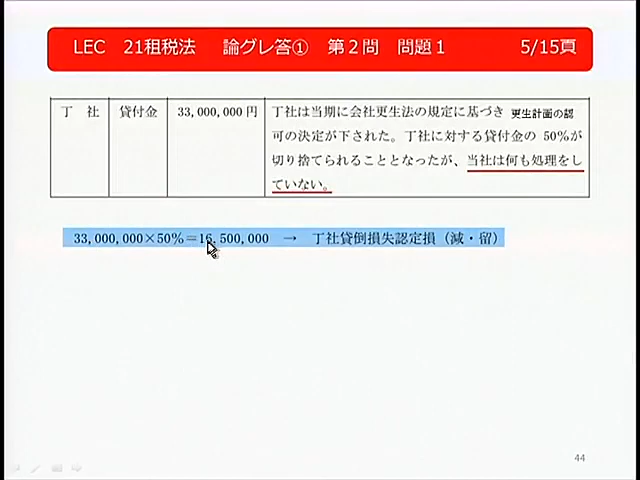 LEC 21租税法 論グレ答① 第2問 問題1 5/15頁
丁 社 貸付金 33,000,000円 丁社は当期に会社更生法の規定に基づき 更生計画の認
可の決定が下された。丁社に対する貸付金の 50%が
切り捨てられることとなったが、当社は何も処理をし
ていない。
33,000,000×50%＝16,500,000 → 丁社貸倒損失認定損（減・留）
44